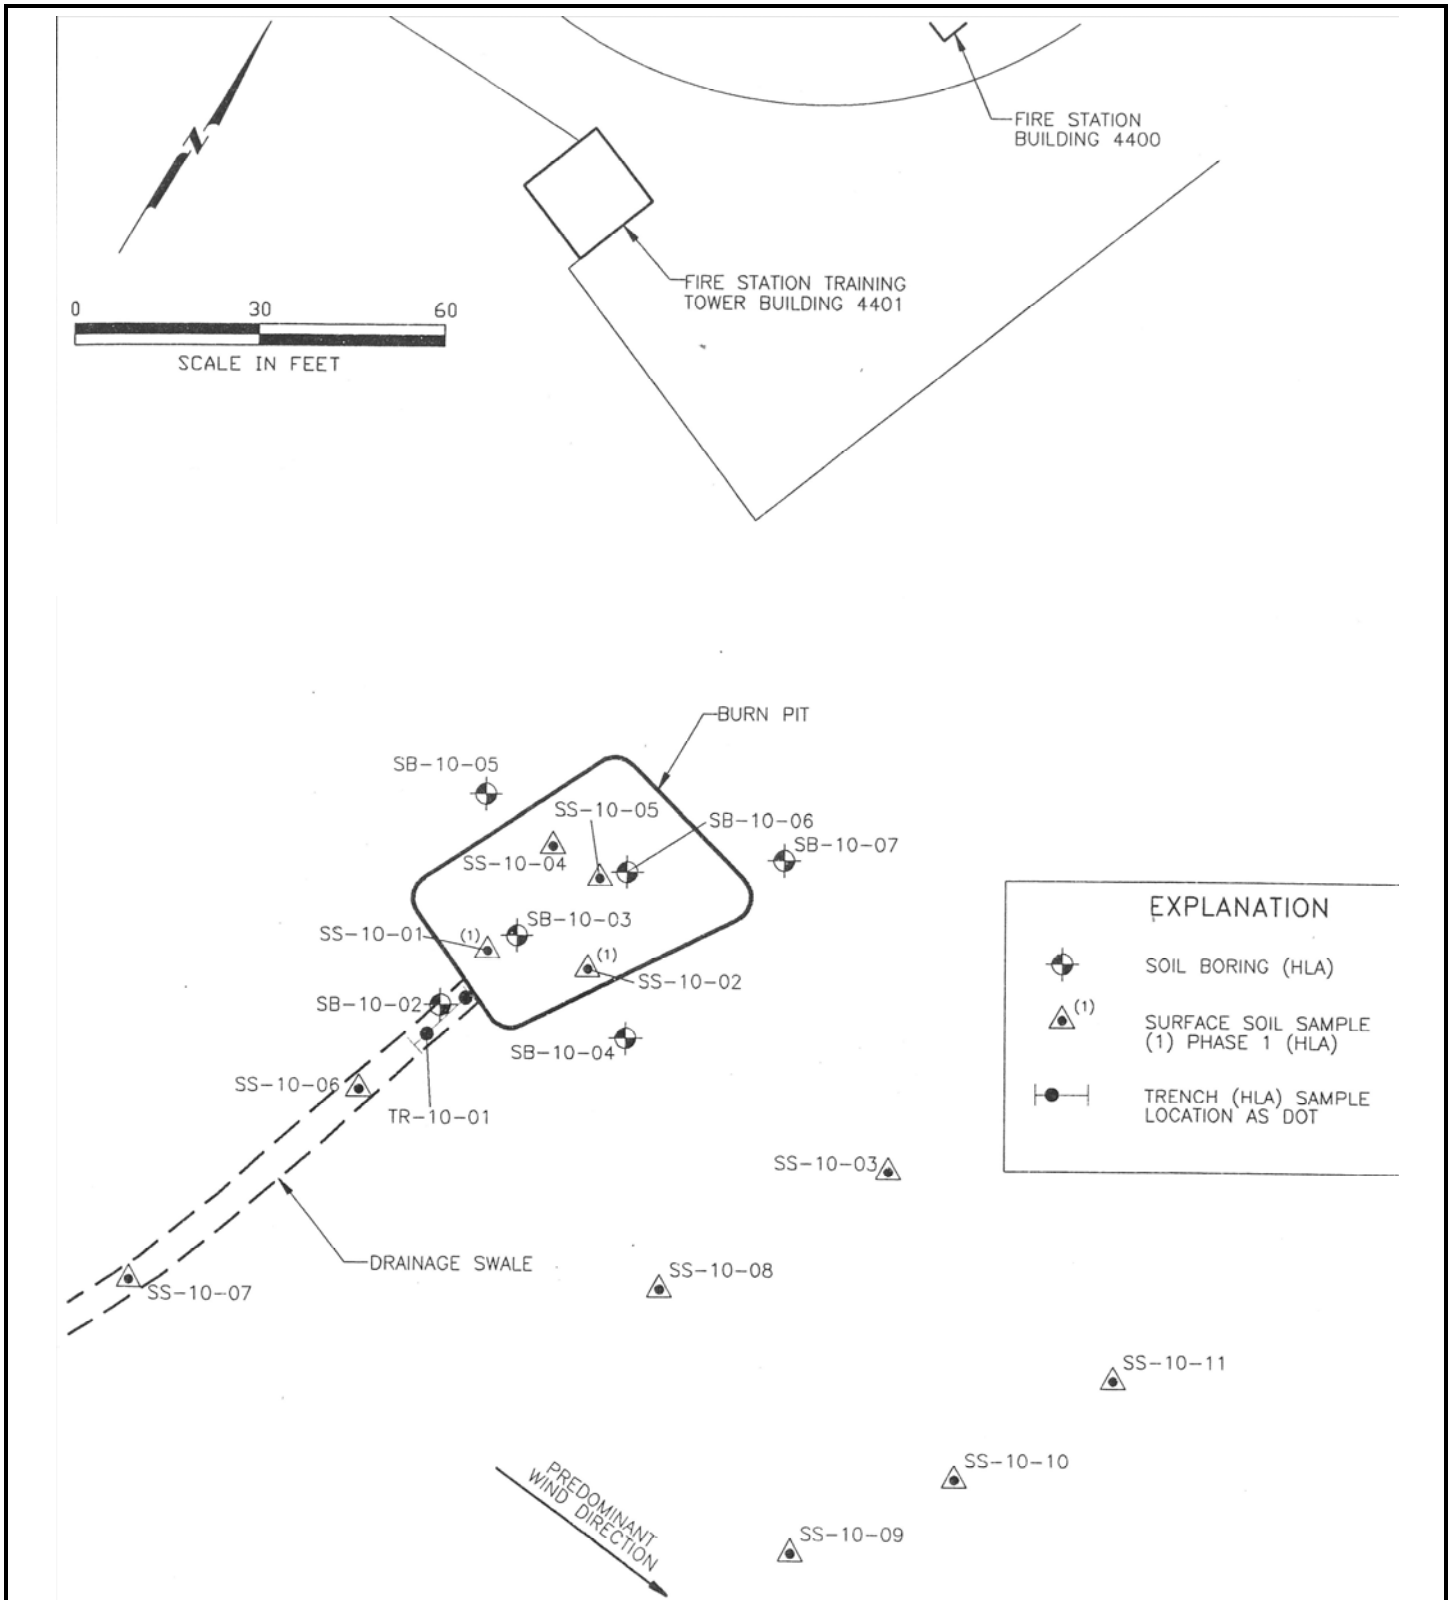 FIRE STATION
BUILDING 4400
N
FIRE STATION TRAINING
TOWER BUILDING 4401
0 30 60
SCALE IN FEET
BURN PIT
SB-10-05
SS-10-05
SB-10-06
SB-10-07
SS-10-04
SB-10-03
SS-10-01
(1)
(1)
SS-10-02
SB-10-02
SB-10-04
SS-10-06
TR-10-01
SS-10-03
DRAINAGE SWALE
SS-10-07
SS-10-08
SS-10-11
SS-10-10
SS-10-09
PREDOMINANT
WIND DIRECTION
EXPLANATION
SOIL BORING (HLA)
(1)
SURFACE SOIL SAMPLE
(1) PHASE 1 (HLA)
TRENCH (HLA) SAMPLE
LOCATION AS DOT